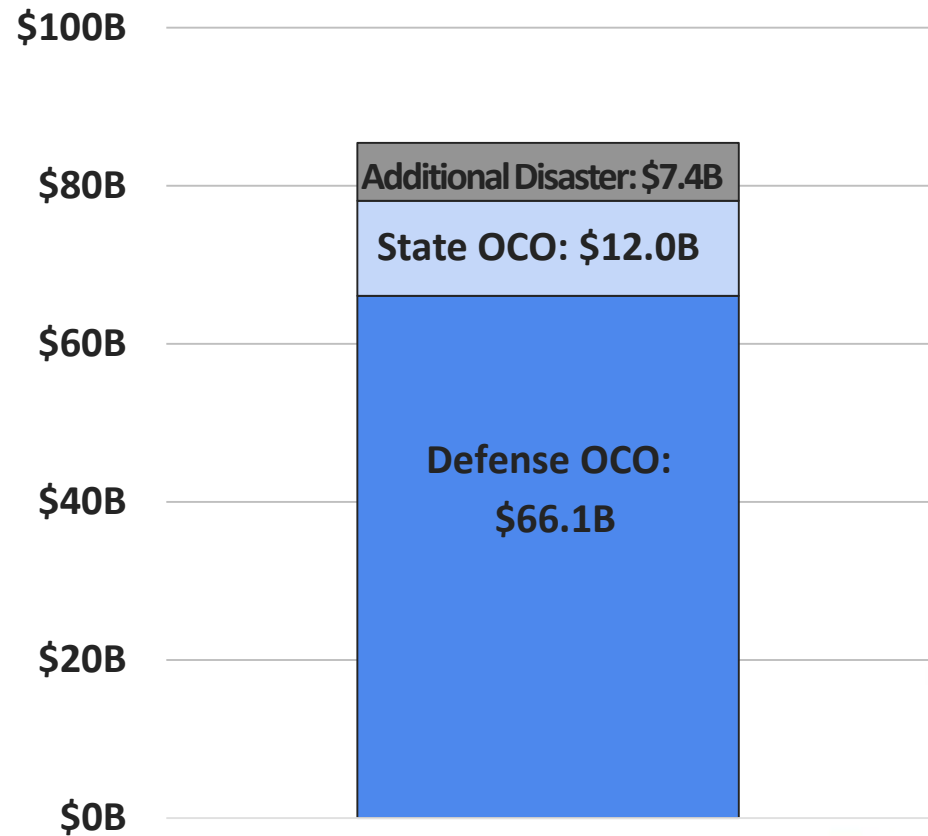 $100B
Additional Disaster: $7.4B
$80B
State OCO: $12.0B
$60B
Defense OCO:
$66.1B
$40B
$20B
$0B